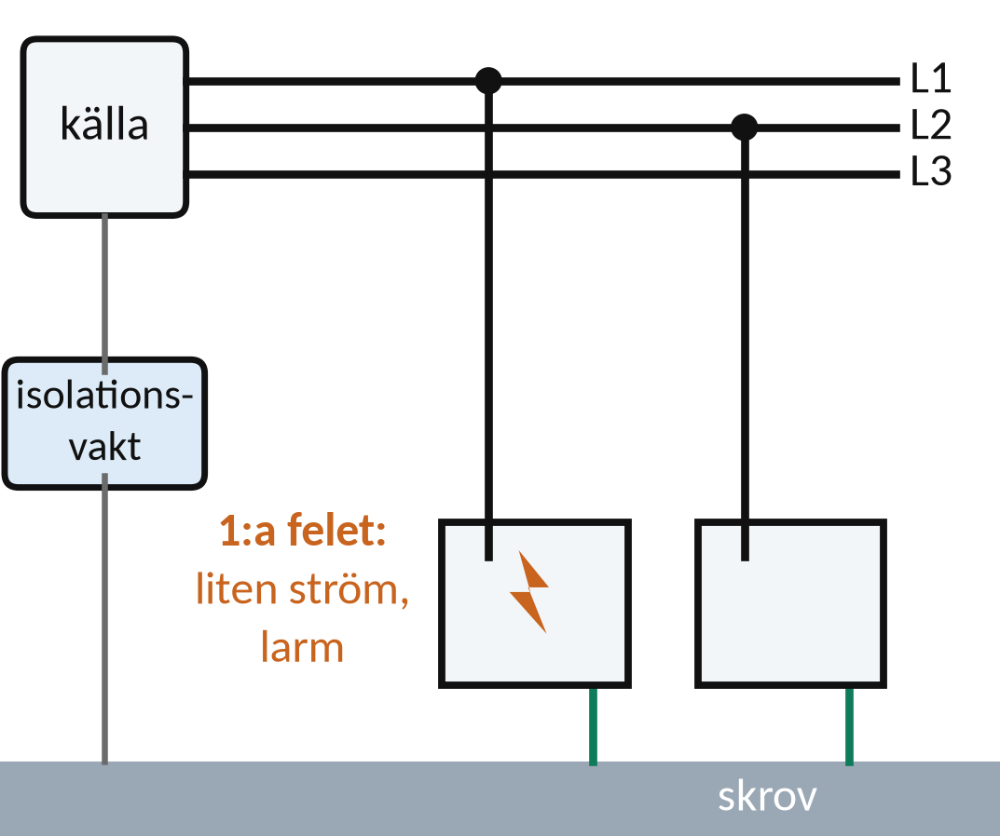 källa
L1
L2
L3
isolations-
vakt
1:a felet:
liten ström,
larm
skrov